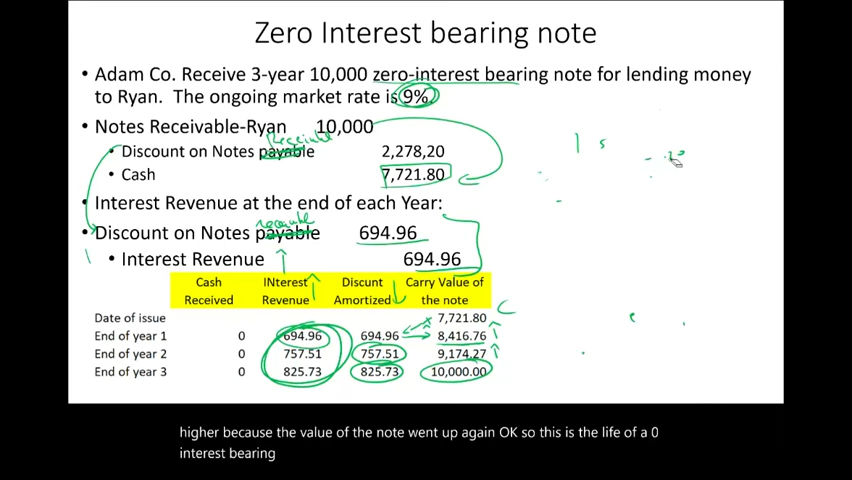 Zero Interest bearing note
• Adam Co. Receive 3-year 10,000 zero-interest bearing note for lending money
to Ryan. The ongoing market rate is 9%.
• Notes Receivable-Ryan 10,000
Receivable
• Discount on Notes payable 2,278,20
• Cash 7,721.80
• Interest Revenue at the end of each Year:
receivable
• Discount on Notes payable 694.96
• Interest Revenue 694.96
Cash INterest Discunt Carry Value of
Received Revenue Amortized the note
Date of issue 7,721.80
End of year 1 0 694.96 694.96 8,416.76
End of year 2 0 757.51 757.51 9,174.27
End of year 3 0 825.73 825.73 10,000.00
higher because the value of the note went up again OK so this is the life of a 0
interest bearing